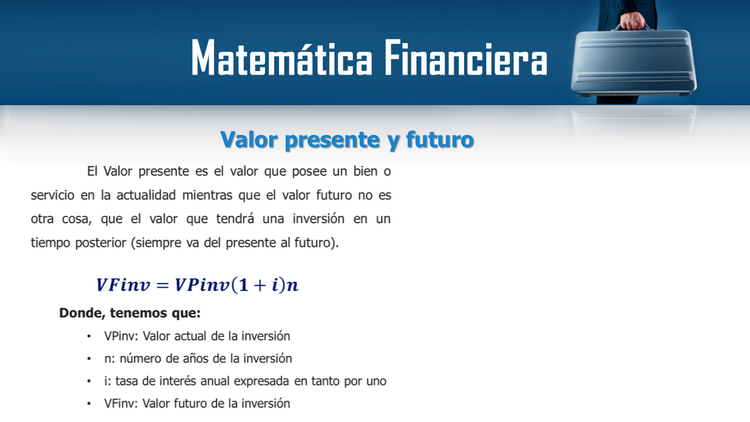 Matemática Financiera
Valor presente y futuro
El Valor presente es el valor que posee un bien o
servicio en la actualidad mientras que el valor futuro no es
otra cosa, que el valor que tendrá una inversión en un
tiempo posterior (siempre va del presente al futuro).
VFinv = VPinv(1 + i)n
Donde, tenemos que:
• VPinv: Valor actual de la inversión
• n: número de años de la inversión
• i: tasa de interés anual expresada en tanto por uno
• VFinv: Valor futuro de la inversión